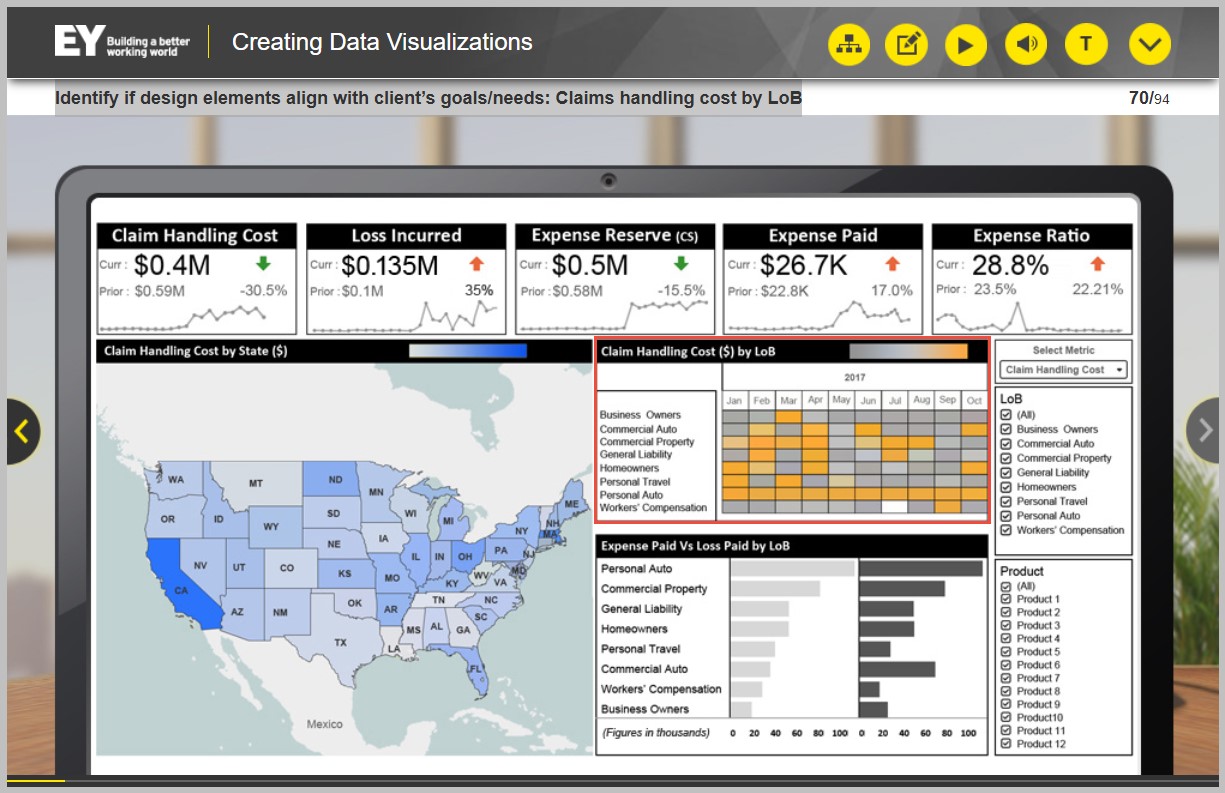 EY Building a better
working world
Creating Data Visualizations
T
Identify if design elements align with client's goals/needs: Claims handling cost by LoB
70/94
Claim Handling Cost
Curr : $0.4M
Prior : $0.59M -30.5%
Loss Incurred
Curr : $0.135M
Prior : $0.1M 35%
Expense Reserve (CS)
Curr : $0.5M
Prior : $0.58M -15.5%
Expense Paid
Curr : $26.7K
Prior : $22.8K 17.0%
Expense Ratio
Curr : 28.8%
Prior : 23.5% 22.21%
Claim Handling Cost by State ($)
WA
MT
ND
MN
OR
ID
WY
SD
WI
MI
NY
ME
NH
MA
NV
UT
CO
NE
IA
IL
IN
OH
PA
NJ
MD
CA
KS
MO
KY
WV
VA
AZ
NM
OK
AR
TN
NC
SC
TX
LA
MS
AL
GA
FL
Mexico
Claim Handling Cost ($) by LoB
2017
Jan Feb Mar Apr May Jun Jul Aug Sep Oct
Business Owners
Commercial Auto
Commercial Property
General Liability
Homeowners
Personal Travel
Personal Auto
Workers' Compensation
Expense Paid Vs Loss Paid by LoB
Personal Auto
Commercial Property
General Liability
Homeowners
Personal Travel
Commercial Auto
Workers' Compensation
Business Owners
(Figures in thousands) 0 20 40 60 80 100 0 20 40 60 80 100
Select Metric
Claim Handling Cost
LoB
(All)
Business Owners
Commercial Auto
Commercial Property
General Liability
Homeowners
Personal Travel
Personal Auto
Workers' Compensation
Product
(All)
Product 1
Product 2
Product 3
Product 4
Product 5
Product 6
Product 7
Product 8
Product 9
Product10
Product 11
Product 12